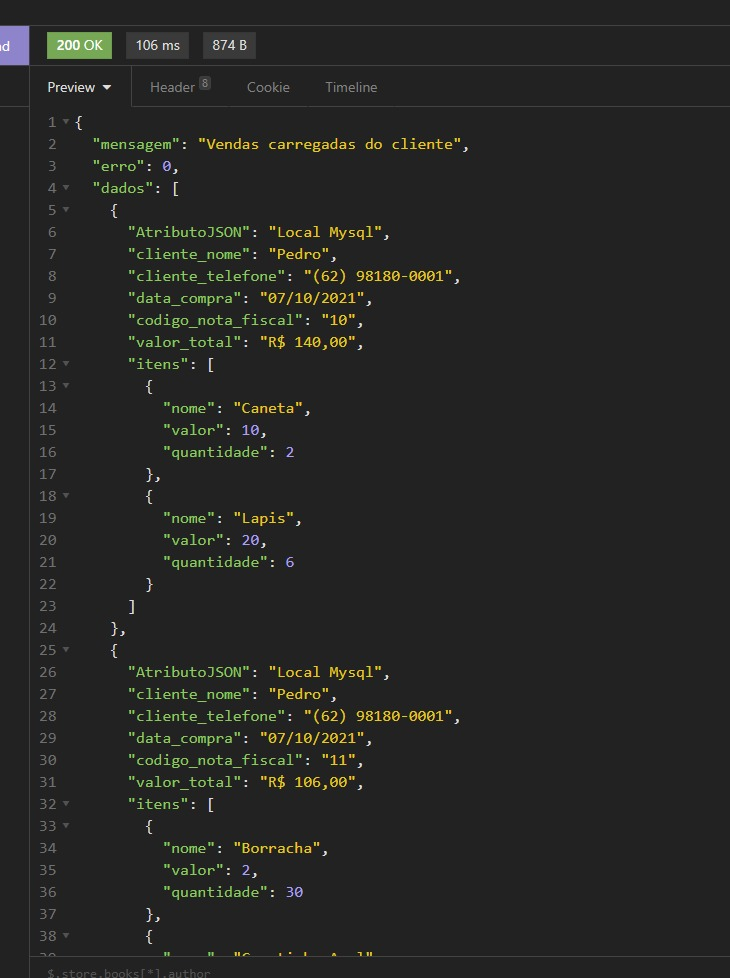 nd
200 OK 106 ms 874 B
Preview Header 8 Cookie Timeline
1 {
2 "mensagem": "Vendas carregadas do cliente",
3 "erro": 0,
4 "dados": [
5 {
6 "AtributoJSON": "Local Mysql",
7 "cliente_nome": "Pedro",
8 "cliente_telefone": "(62) 98180-0001",
9 "data_compra": "07/10/2021",
10 "codigo_nota_fiscal": "10",
11 "valor_total": "R$ 140,00",
12 "itens": [
13 {
14 "nome": "Caneta",
15 "valor": 10,
16 "quantidade": 2
17 },
18 {
19 "nome": "Lapis",
20 "valor": 20,
21 "quantidade": 6
22 }
23 ]
24 },
25 {
26 "AtributoJSON": "Local Mysql",
27 "cliente_nome": "Pedro",
28 "cliente_telefone": "(62) 98180-0001",
29 "data_compra": "07/10/2021",
30 "codigo_nota_fiscal": "11",
31 "valor_total": "R$ 106,00",
32 "itens": [
33 {
34 "nome": "Borracha",
35 "valor": 2,
36 "quantidade": 30
37 },
38 {
39
$.store.books[*].author